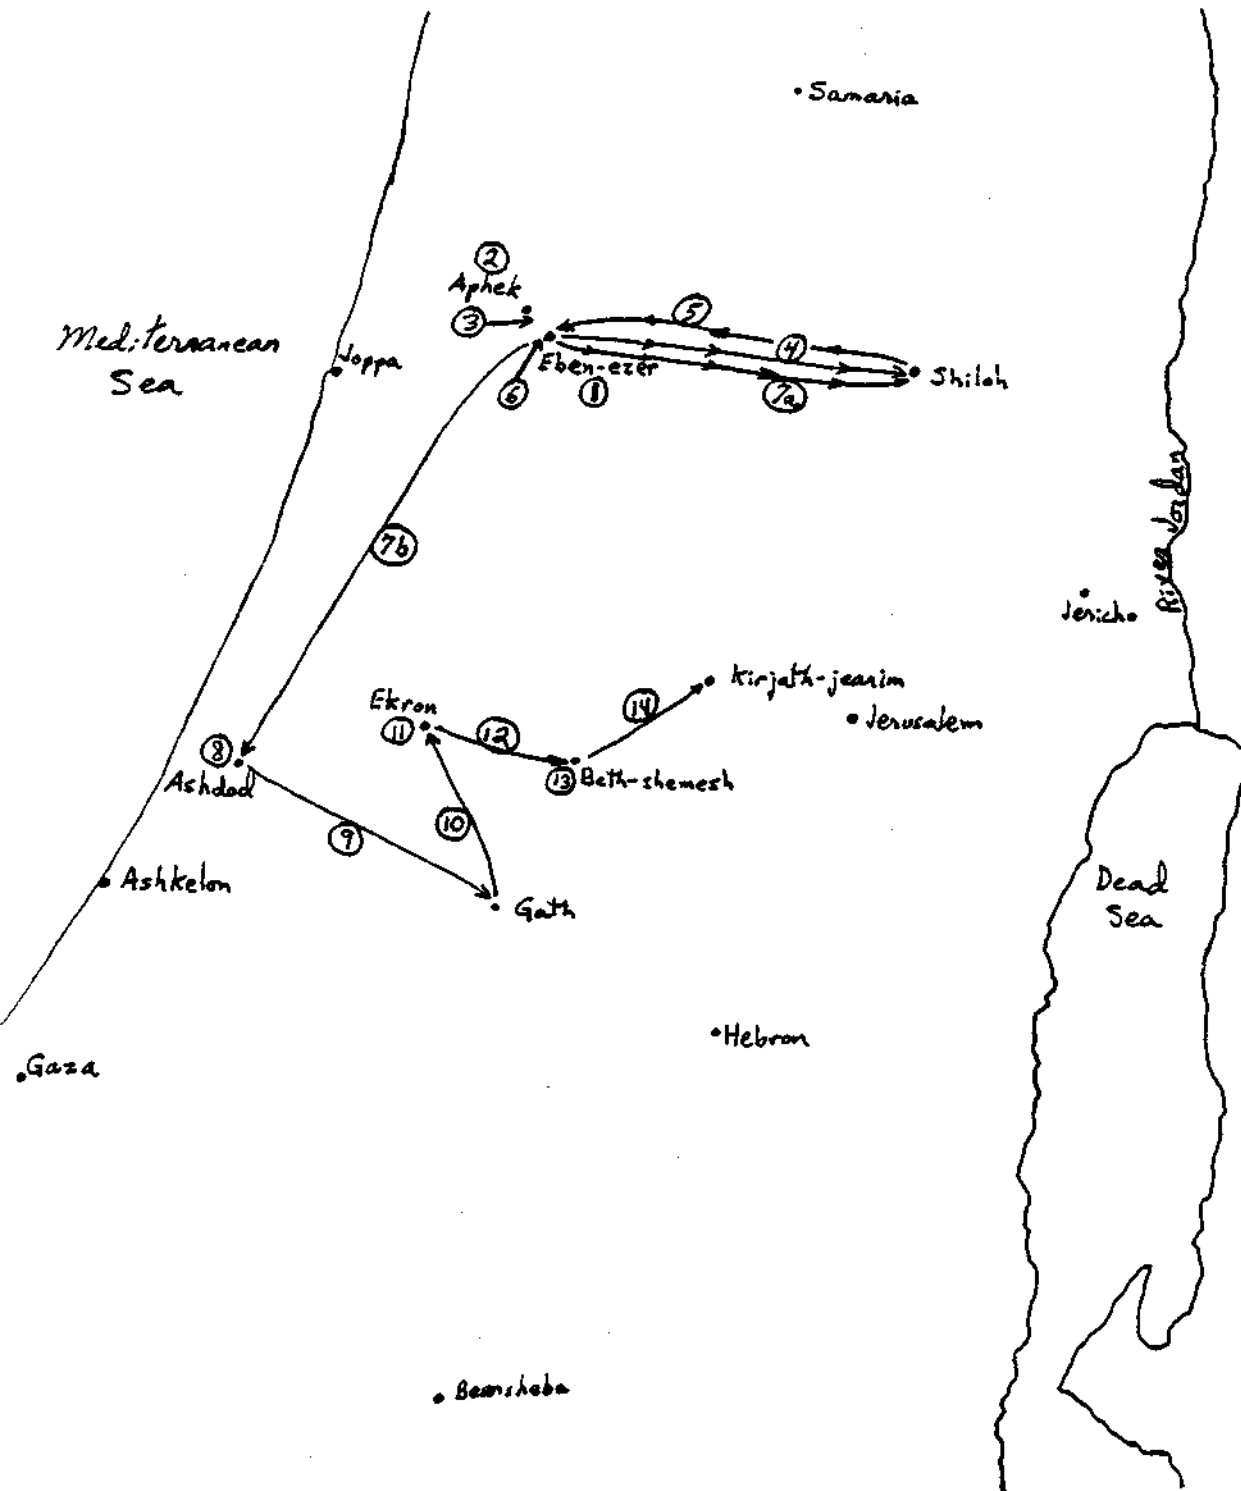 Samaria
2
Aphek
3
5
4
Mediterranean
Sea
Joppa
Eben-ezer
Shiloh
6
1
7a
River Jordan
7b
Jericho
Kirjath-jearim
Ekron
14
11
12
Jerusalem
8
13
Beth-shemesh
Ashdod
10
9
Ashkelon
Dead
Sea
Gath
Hebron
Gaza
Beersheba